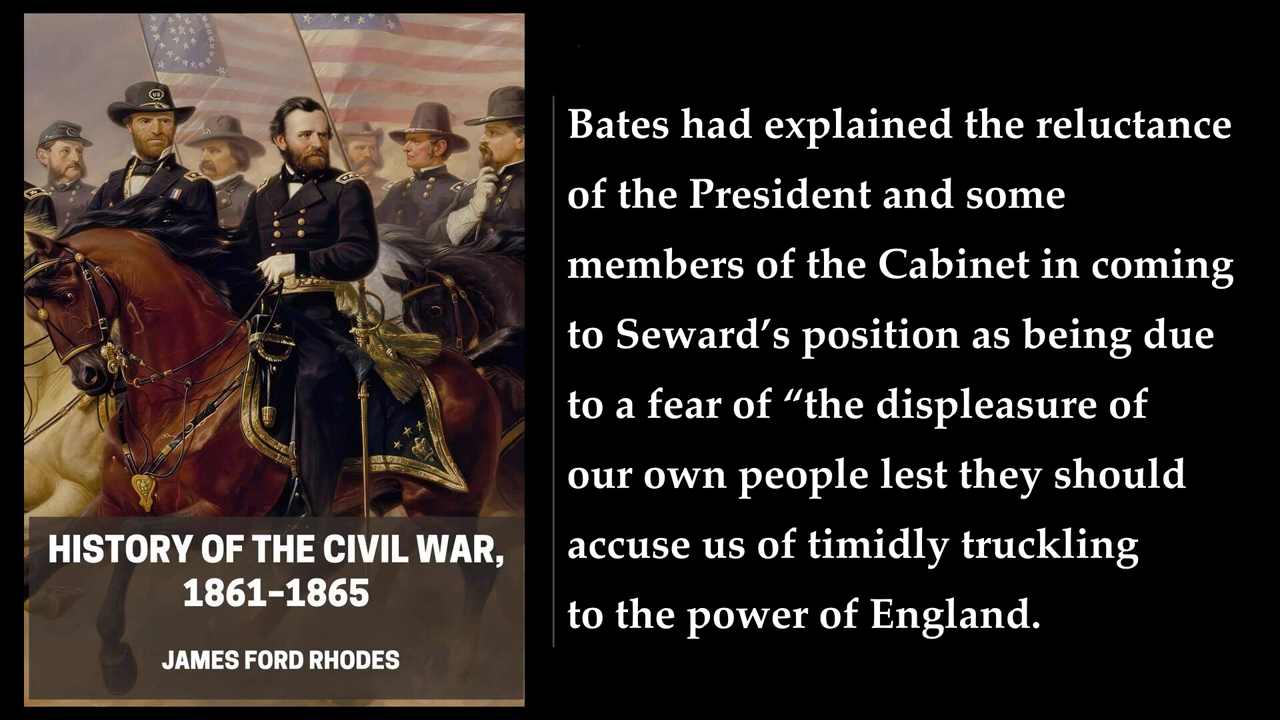 HISTORY OF THE CIVIL WAR,
1861–1865
JAMES FORD RHODES
Bates had explained the reluctance
of the President and some
members of the Cabinet in coming
to Seward’s position as being due
to a fear of “the displeasure of
our own people lest they should
accuse us of timidly truckling
to the power of England.